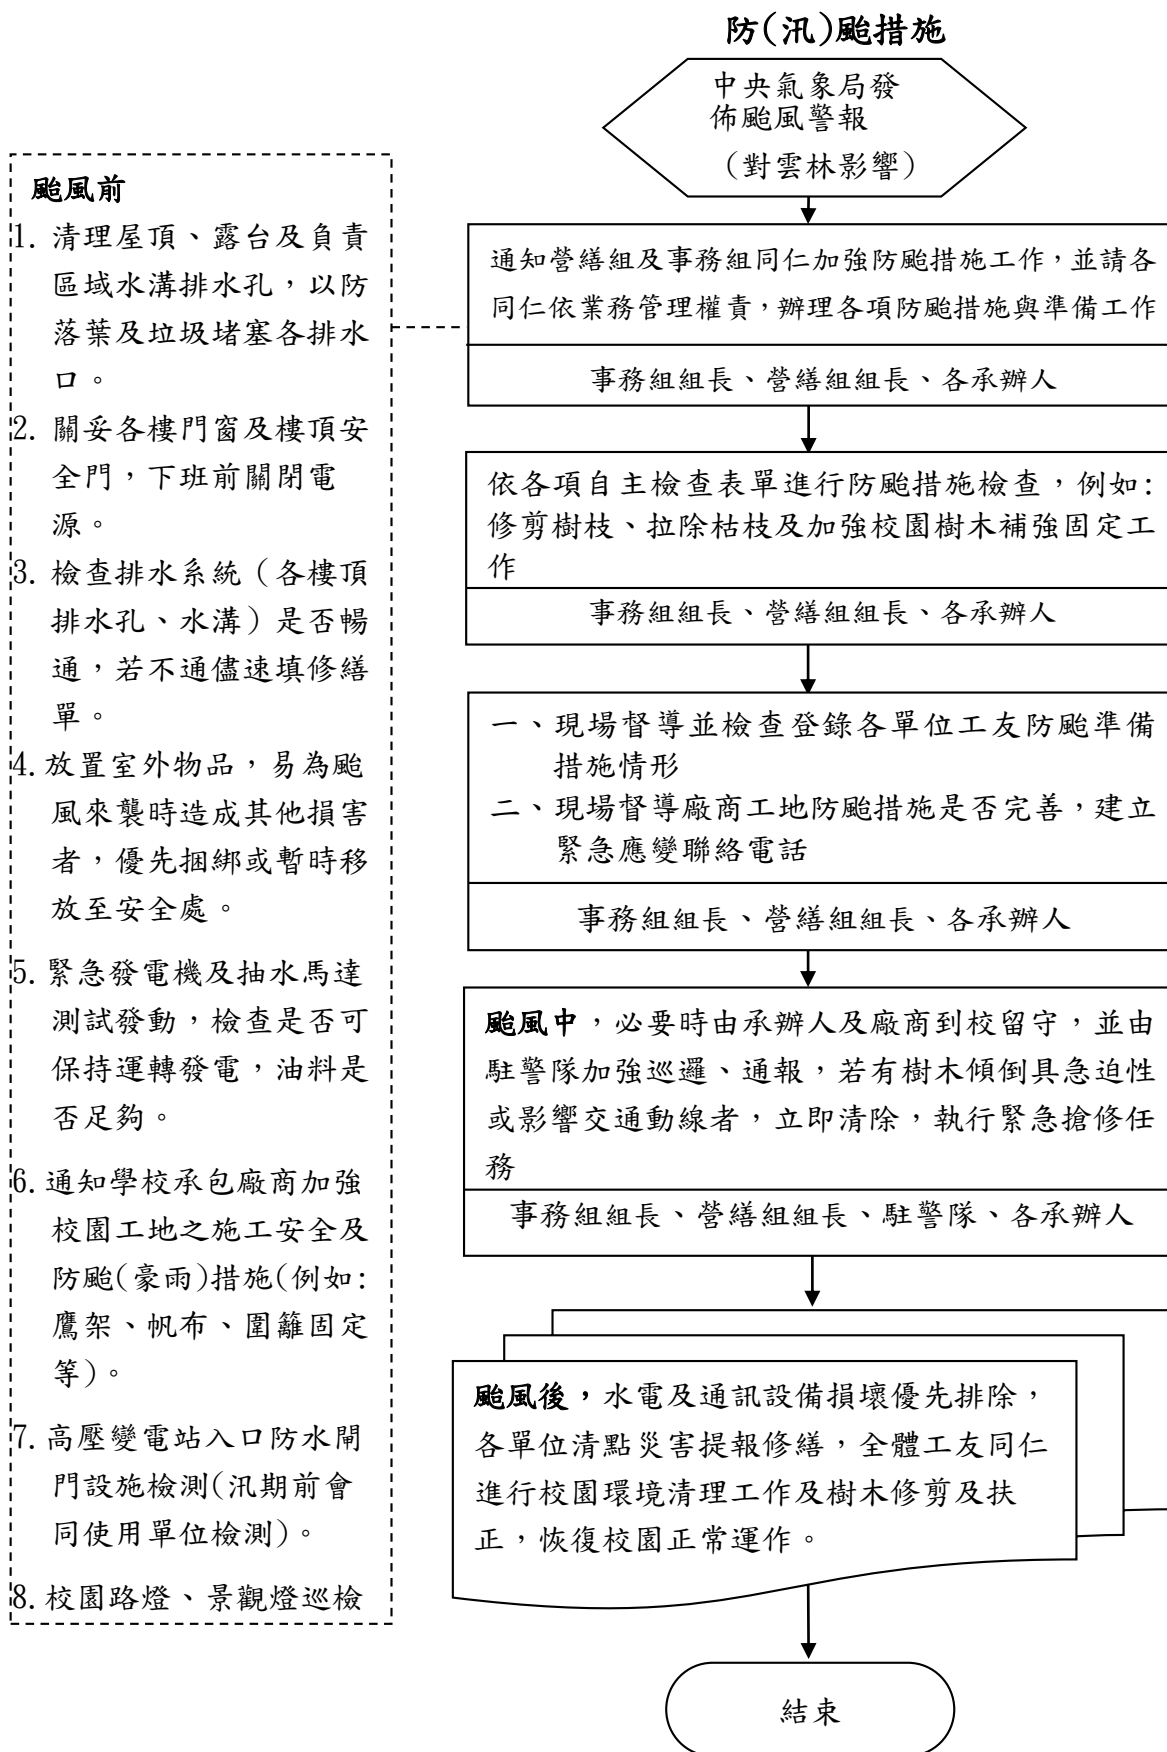 防(汛)颱措施
中央氣象局發
佈颱風警報
（對雲林影響）
颱風前
1. 清理屋頂、露台及負責
區域水溝排水孔，以防
落葉及垃圾堵塞各排水
口。
2. 關妥各樓門窗及樓頂安
全門，下班前關閉電
源。
3. 檢查排水系統（各樓頂
排水孔、水溝）是否暢
通，若不通儘速填修繕
單。
4. 放置室外物品，易為颱
風來襲時造成其他損害
者，優先捆綁或暫時移
放至安全處。
5. 緊急發電機及抽水馬達
測試發動，檢查是否可
保持運轉發電，油料是
否足夠。
6. 通知學校承包廠商加強
校園工地之施工安全及
防颱(豪雨)措施(例如:
鷹架、帆布、圍籬固定
等)。
7. 高壓變電站入口防水閘
門設施檢測(汛期前會
同使用單位檢測)。
8. 校園路燈、景觀燈巡檢
通知營繕組及事務組同仁加強防颱措施工作，並請各
同仁依業務管理權責，辦理各項防颱措施與準備工作
事務組組長、營繕組組長、各承辦人
依各項自主檢查表單進行防颱措施檢查，例如:
修剪樹枝、拉除枯枝及加強校園樹木補強固定工
作
事務組組長、營繕組組長、各承辦人
一、現場督導並檢查登錄各單位工友防颱準備
措施情形
二、現場督導廠商工地防颱措施是否完善，建立
緊急應變聯絡電話
事務組組長、營繕組組長、各承辦人
颱風中，必要時由承辦人及廠商到校留守，並由
駐警隊加強巡邏、通報，若有樹木傾倒具急迫性
或影響交通動線者，立即清除，執行緊急搶修任
務
事務組組長、營繕組組長、駐警隊、各承辦人
颱風後，水電及通訊設備損壞優先排除，
各單位清點災害提報修繕，全體工友同仁
進行校園環境清理工作及樹木修剪及扶
正，恢復校園正常運作。
結束